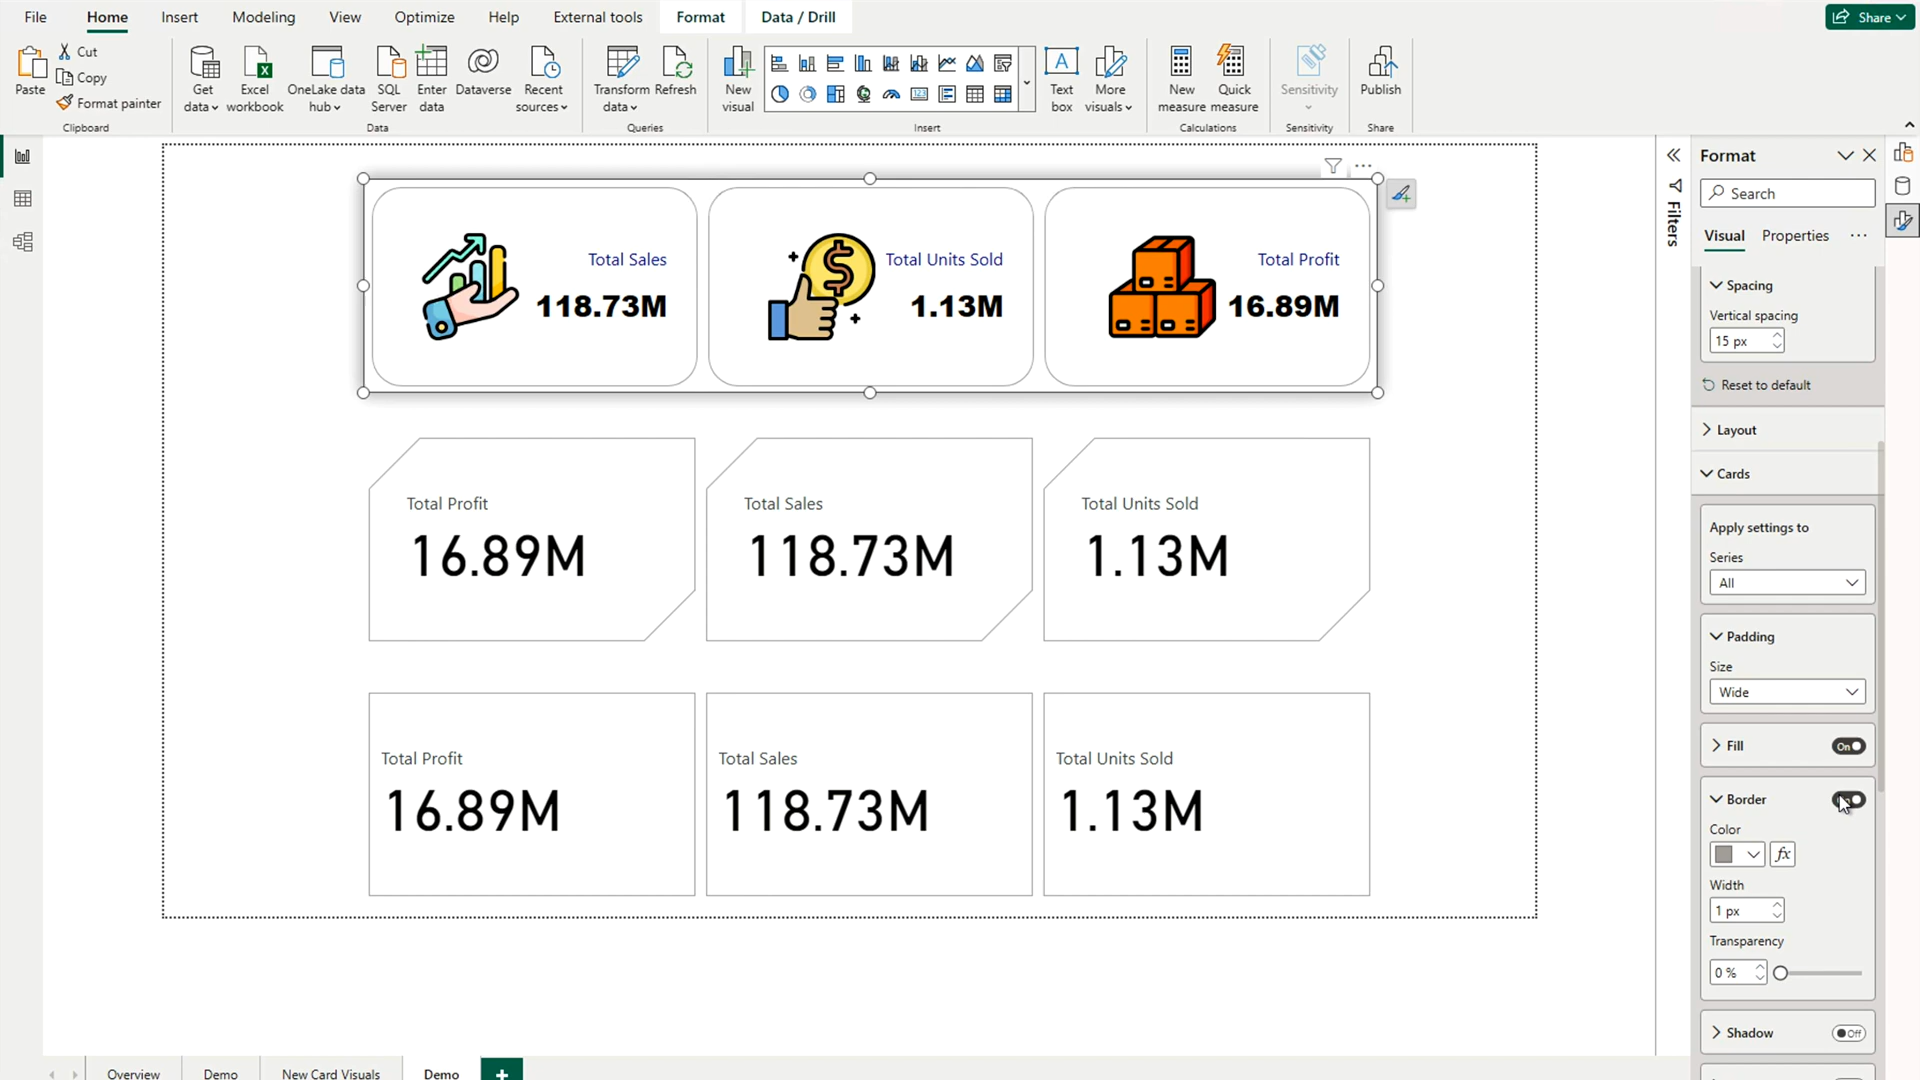 File Home Insert Modeling View Optimize Help External tools Format Data / Drill Share
Paste Cut
Copy
Format painter
Clipboard
Get data
Excel workbook
OneLake data hub
SQL Server
Enter data
Dataverse
Recent sources
Data
Transform data
Refresh
Queries
New visual
Text box
More visuals
Insert
New measure
Quick measure
Calculations
Sensitivity
Sensitivity
Publish
Share
Total Sales
118.73M
Total Units Sold
1.13M
Total Profit
16.89M
Total Profit
16.89M
Total Sales
118.73M
Total Units Sold
1.13M
Total Profit
16.89M
Total Sales
118.73M
Total Units Sold
1.13M
Filters
Format
Search
Visual Properties
Spacing
Vertical spacing
15 px
Reset to default
Layout
Cards
Apply settings to
Series
All
Padding
Size
Wide
Fill On
Border
Color
fx
Width
1 px
Transparency
0 %
Shadow Off
Overview Demo New Card Visuals Demo +